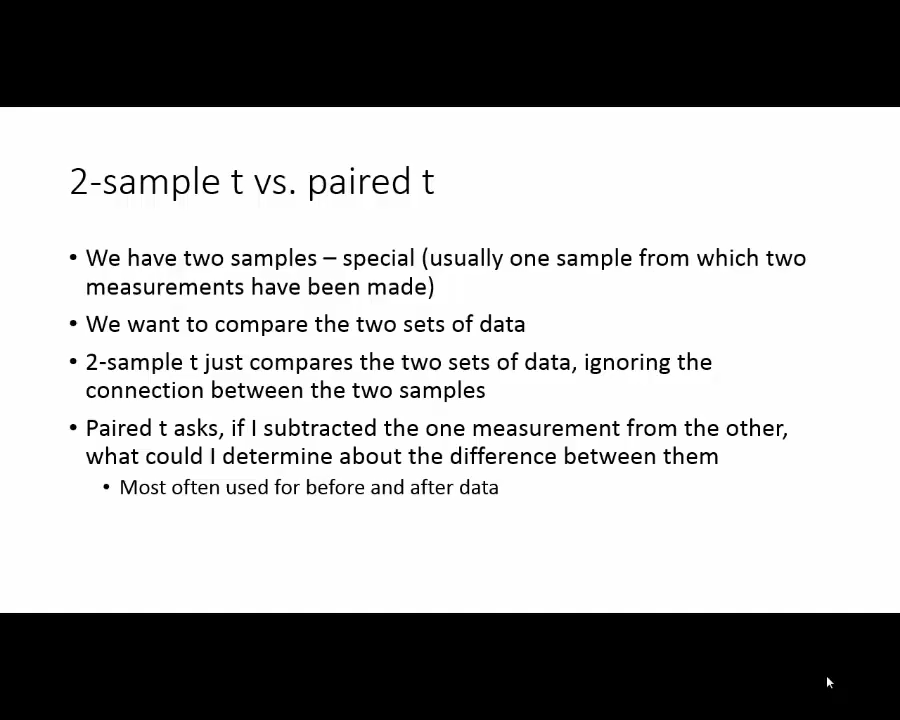 2-sample t vs. paired t
• We have two samples – special (usually one sample from which two
measurements have been made)
• We want to compare the two sets of data
• 2-sample t just compares the two sets of data, ignoring the
connection between the two samples
• Paired t asks, if I subtracted the one measurement from the other,
what could I determine about the difference between them
• Most often used for before and after data